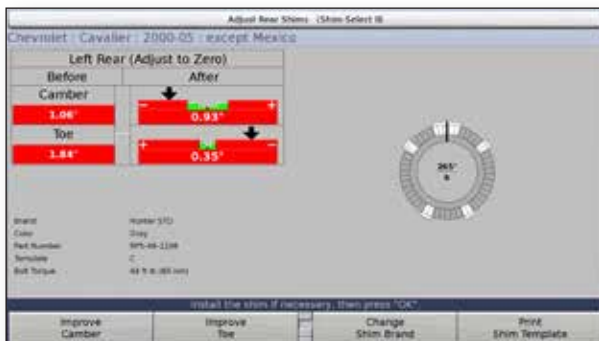 Adjust Rear Shims (Shim Select II)
Chevrolet : Cavalier : 2000-05 : except Mexico
Left Rear (Adjust to Zero)
Before After
Camber
- +
1.06° 0.93°
Toe
+ -
1.84° 0.35°
265°
Brand Hunter STD
Color Gray
Part Number
Template C
Bolt Torque
Install the shim if necessary, then press "OK".
Improve Camber
Improve Toe
Change Shim Brand
Print Shim Template